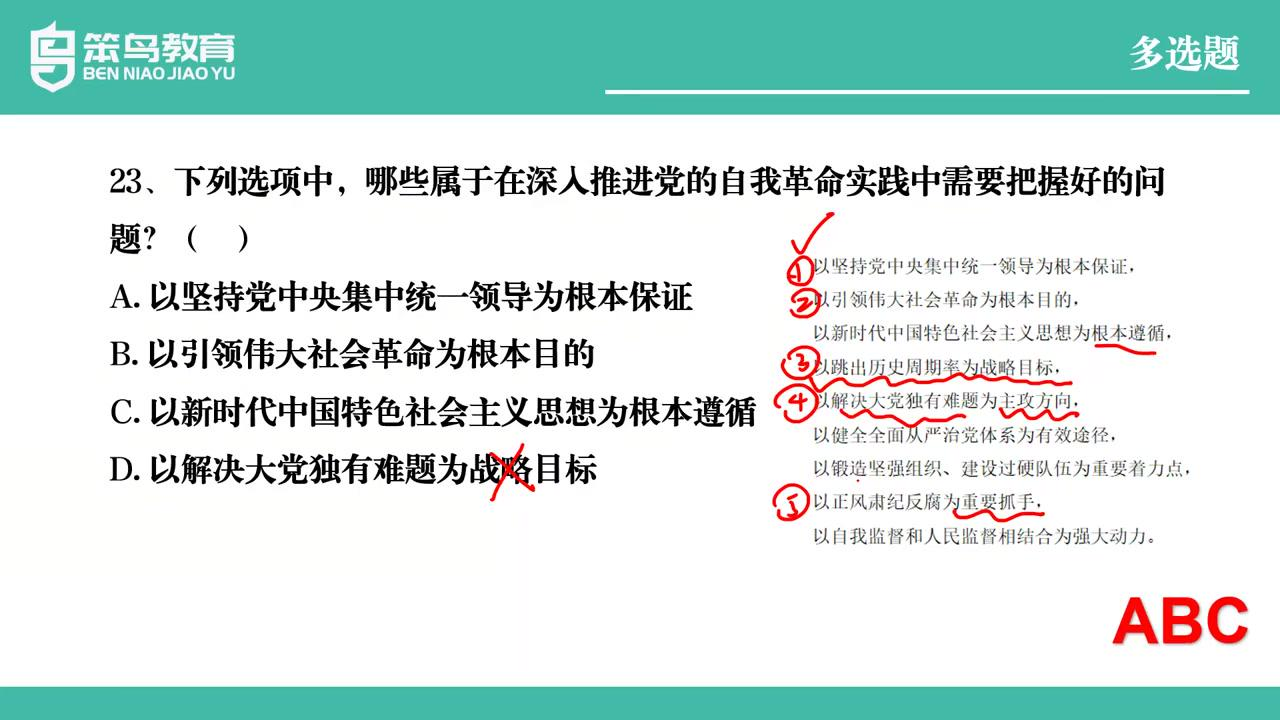 笨鸟教育
BEN NIAO JIAO YU
多选题
23、下列选项中，哪些属于在深入推进党的自我革命实践中需要把握好的问
题？（ ）
A. 以坚持党中央集中统一领导为根本保证
B. 以引领伟大社会革命为根本目的
C. 以新时代中国特色社会主义思想为根本遵循
D. 以解决大党独有难题为战略目标
① 以坚持党中央集中统一领导为根本保证，
② 以引领伟大社会革命为根本目的，
以新时代中国特色社会主义思想为根本遵循，
③ 以跳出历史周期率为战略目标，
④ 以解决大党独有难题为主攻方向，
以健全全面从严治党体系为有效途径，
以锻造坚强组织、建设过硬队伍为重要着力点，
⑤ 以正风肃纪反腐为重要抓手，
以自我监督和人民监督相结合为强大动力。
ABC